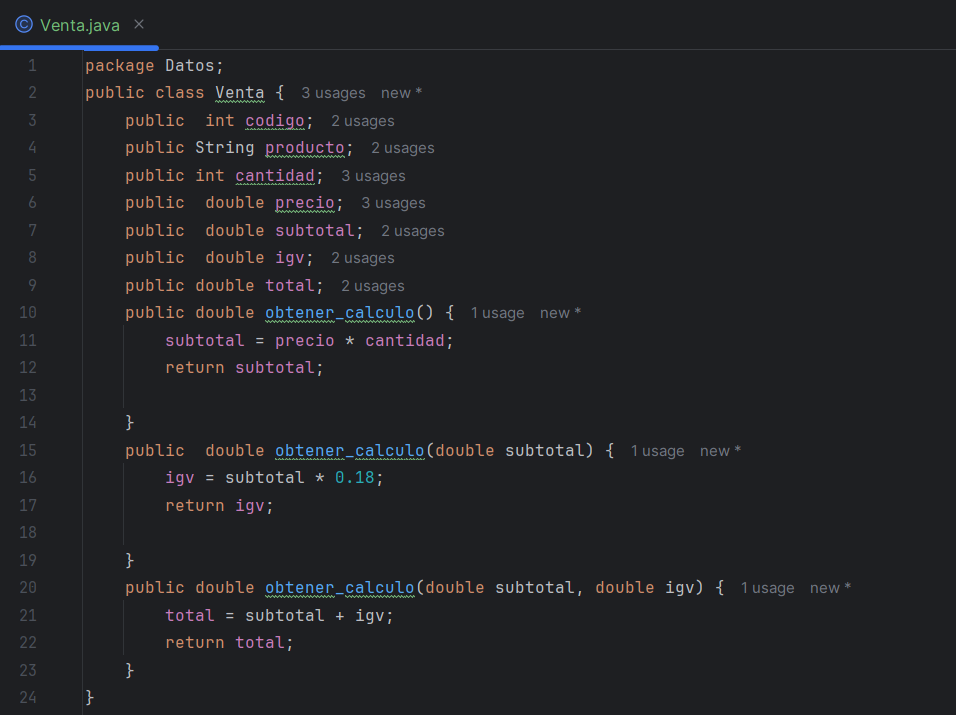 © Venta.java ×
1 package Datos;
2 public class Venta { 3 usages new *
3 public  int codigo; 2 usages
4 public String producto; 2 usages
5 public int cantidad; 3 usages
6 public  double precio; 3 usages
7 public  double subtotal; 2 usages
8 public  double igv; 2 usages
9 public double total; 2 usages
10 public double obtener_calculo() { 1 usage new *
11 subtotal = precio * cantidad;
12 return subtotal;
13
14 }
15 public  double obtener_calculo(double subtotal) { 1 usage new *
16 igv = subtotal * 0.18;
17 return igv;
18
19 }
20 public double obtener_calculo(double subtotal, double igv) { 1 usage new *
21 total = subtotal + igv;
22 return total;
23 }
24 }